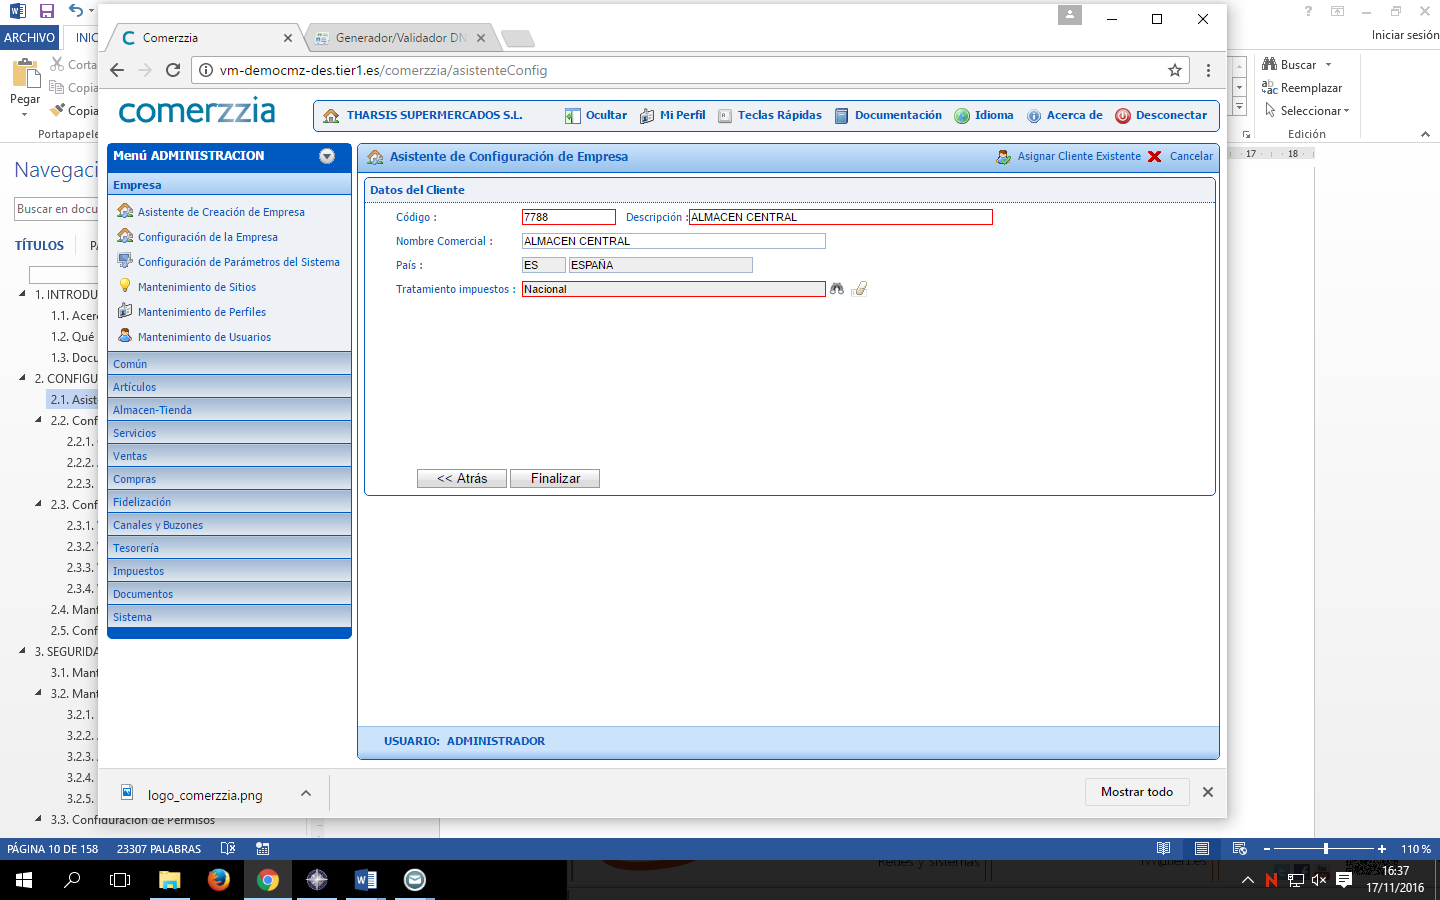 Comerzzia
Generador/Validador DN
vm-democmz-des.tier1.es/comerzzia/asistenteConfig
ARCHIVO
INIC
Iniciar sesión
Pegar
Corta
Copia
Copia
Portapapele
Buscar
Reemplazar
Seleccionar
Edición
17
18
comerzzia
THARSIS SUPERMERCADOS S.L.
Ocultar
Mi Perfil
Teclas Rápidas
Documentación
Idioma
Acerca de
Desconectar
Menú ADMINISTRACION
Empresa
Asistente de Creación de Empresa
Configuración de la Empresa
Configuración de Parámetros del Sistema
Mantenimiento de Sitios
Mantenimiento de Perfiles
Mantenimiento de Usuarios
Común
Artículos
Almacen-Tienda
Servicios
Ventas
Compras
Fidelización
Canales y Buzones
Tesorería
Impuestos
Documentos
Sistema
Asistente de Configuración de Empresa
Asignar Cliente Existente
Cancelar
Datos del Cliente
Código :
7788
Descripción :
ALMACEN CENTRAL
Nombre Comercial :
ALMACEN CENTRAL
País :
ES
ESPAÑA
Tratamiento impuestos :
Nacional
<< Atrás
Finalizar
USUARIO: ADMINISTRADOR
Navegaci
Buscar en docu
TÍTULOS
PÁ
1. INTRODU
1.1. Acerc
1.2. Qué
1.3. Docu
2. CONFIGU
2.1. Asist
2.2. Conf
2.2.1.
2.2.2.
2.2.3.
2.3. Conf
2.3.1.
2.3.2.
2.3.3.
2.3.4.
2.4. Mant
2.5. Conf
3. SEGURIDA
3.1. Mant
3.2. Mant
3.2.1.
3.2.2.
3.2.3.
3.2.4.
3.2.5.
3.3. Configuración de Permisos
logo_comerzzia.png
Mostrar todo
PÁGINA 10 DE 158
23307 PALABRAS
110 %
Redes y sistemas
16:37
17/11/2016